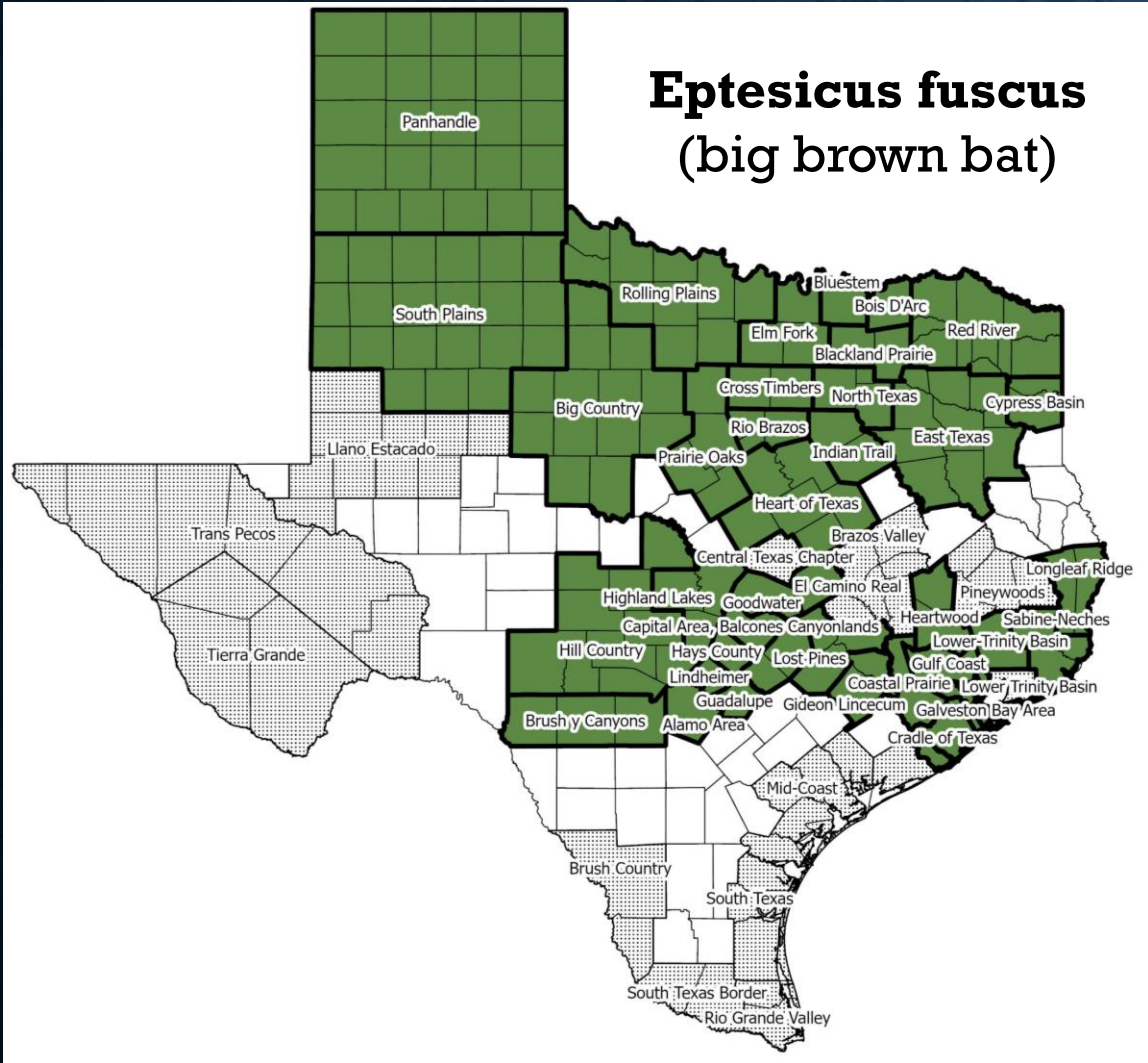 Eptesicus fuscus
(big brown bat)
Panhandle
South Plains
Rolling Plains
Bluestem
Bois D'Arc
Elm Fork
Red River
Blackland Prairie
Cross Timbers
North Texas
Cypress Basin
Big Country
Rio Brazos
East Texas
Llano Estacado
Prairie Oaks
Indian Trail
Heart of Texas
Trans Pecos
Brazos Valley
Central Texas Chapter
Longleaf Ridge
El Camino Real
Pineywoods
Highland Lakes
Goodwater
Heartwood
Sabine-Neches
Capital Area, Balcones Canyonlands
Lower-Trinity Basin
Tierra Grande
Hill Country
Hays County
Lost Pines
Gulf Coast
Lindheimer
Coastal Prairie
Lower Trinity Basin
Guadalupe
Gideon Lincecum
Galveston Bay Area
Brush y Canyons
Alamo Area
Cradle of Texas
Mid-Coast
Brush Country
South Texas
South Texas Border
Rio Grande Valley